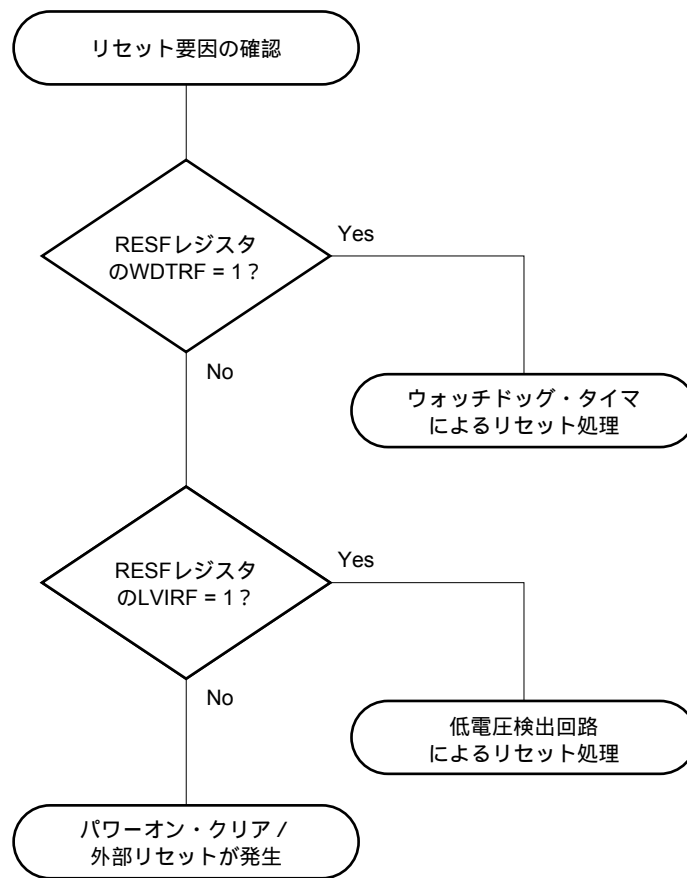 リセット要因の確認
RESFレジスタ
のWDTRF = 1？
Yes
No
ウォッチドッグ・タイマ
によるリセット処理
RESFレジスタ
のLVIRF = 1？
Yes
No
低電圧検出回路
によるリセット処理
パワーオン・クリア /
外部リセットが発生